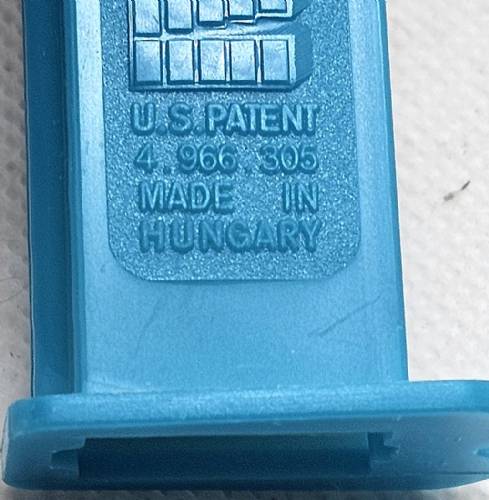 U.S. PATENT
4.966.305
MADE IN
HUNGARY